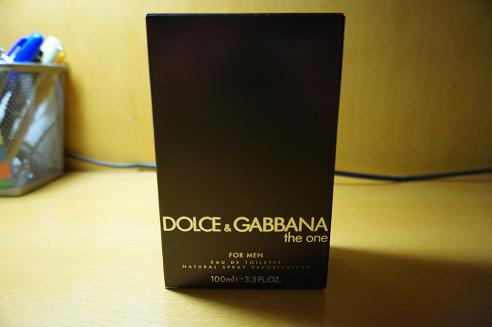 DOLCE & GABBANA
the one
FOR MEN
EAU DE TOILETTE
NATURAL SPRAY VAPORISATEUR
100ml ℮ 3.3 FL.OZ.